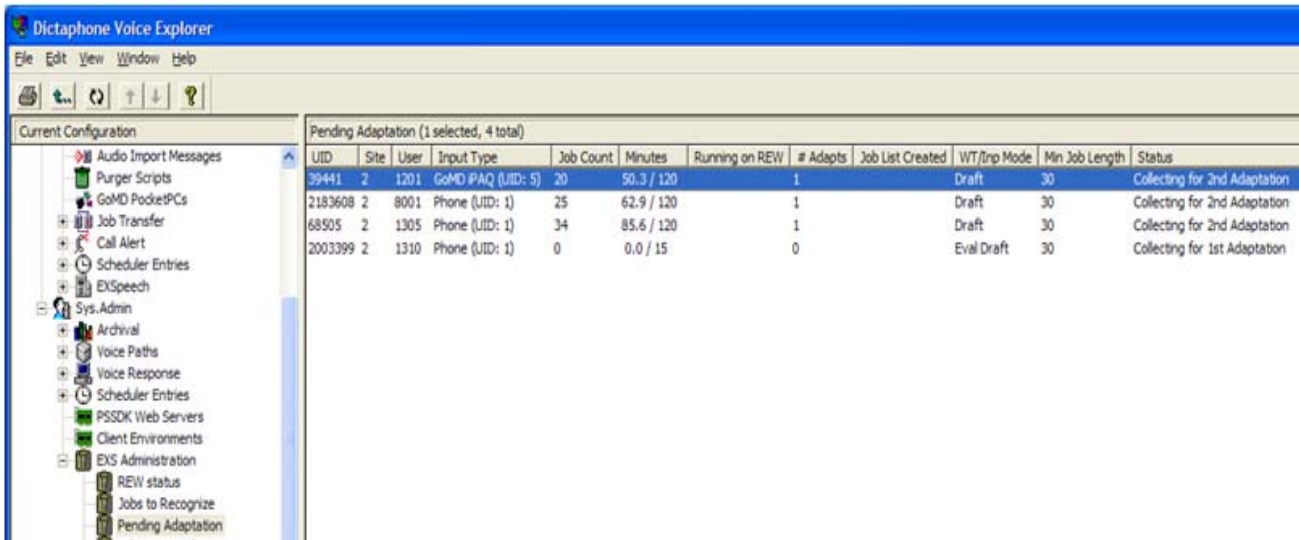 Dictaphone Voice Explorer
File Edit View Window Help
Current Configuration
Audio Import Messages
Purger Scripts
GoMD PocketPCs
Job Transfer
Call Alert
Scheduler Entries
EXSpeech
Sys.Admin
Archival
Voice Paths
Voice Response
Scheduler Entries
PSSDK Web Servers
Client Environments
EXS Administration
REW status
Jobs to Recognize
Pending Adaptation
Pending Adaptation (1 selected, 4 total)
UID Site User Input Type Job Count Minutes Running on REW # Adapts Job List Created WT/Inp Mode Min Job Length Status
39441 2 1201 GoMD iPAQ (UID: 5) 20 50.3 / 120 1 Draft 30 Collecting for 2nd Adaptation
2183608 2 8001 Phone (UID: 1) 25 62.9 / 120 1 Draft 30 Collecting for 2nd Adaptation
68505 2 1305 Phone (UID: 1) 34 85.6 / 120 1 Draft 30 Collecting for 2nd Adaptation
2003399 2 1310 Phone (UID: 1) 0 0.0 / 15 0 Eval Draft 30 Collecting for 1st Adaptation